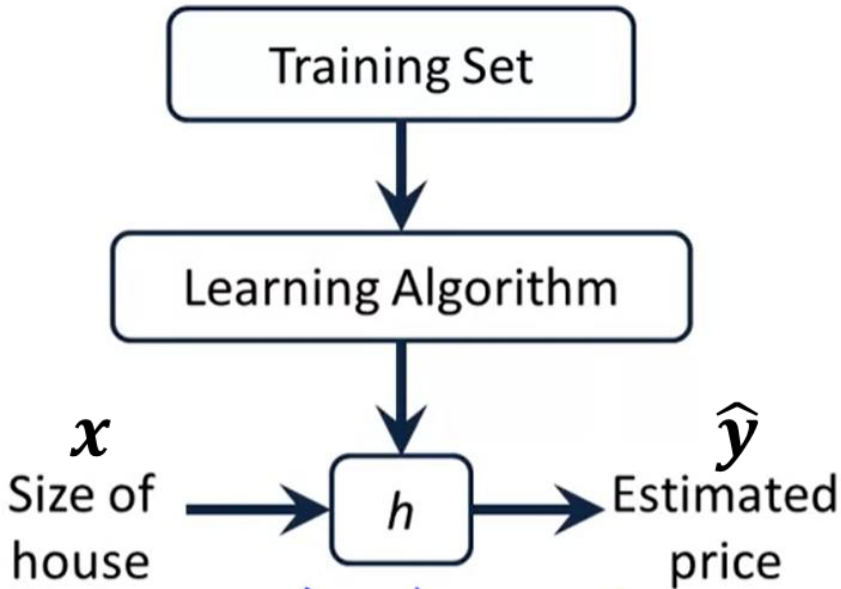 Training Set
Learning Algorithm
x
Size of
house
h
ŷ
Estimated
price